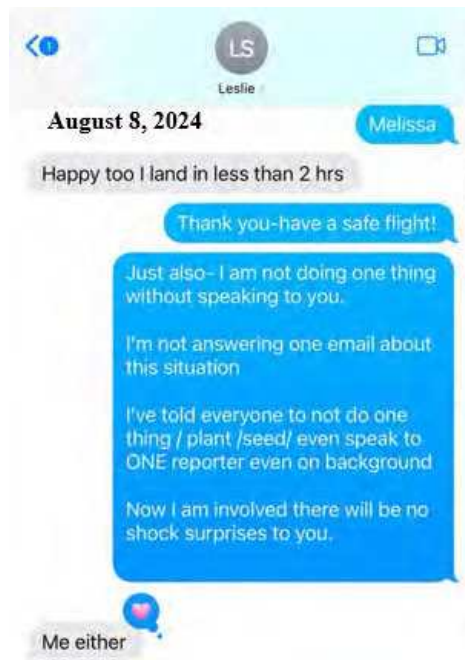 1
LS
Leslie
August 8, 2024
Melissa
Happy too I land in less than 2 hrs
Thank you-have a safe flight!
Just also- I am not doing one thing
without speaking to you.
I'm not answering one email about
this situation
I've told everyone to not do one
thing / plant /seed/ even speak to
ONE reporter even on background
Now I am involved there will be no
shock surprises to you.
Me either